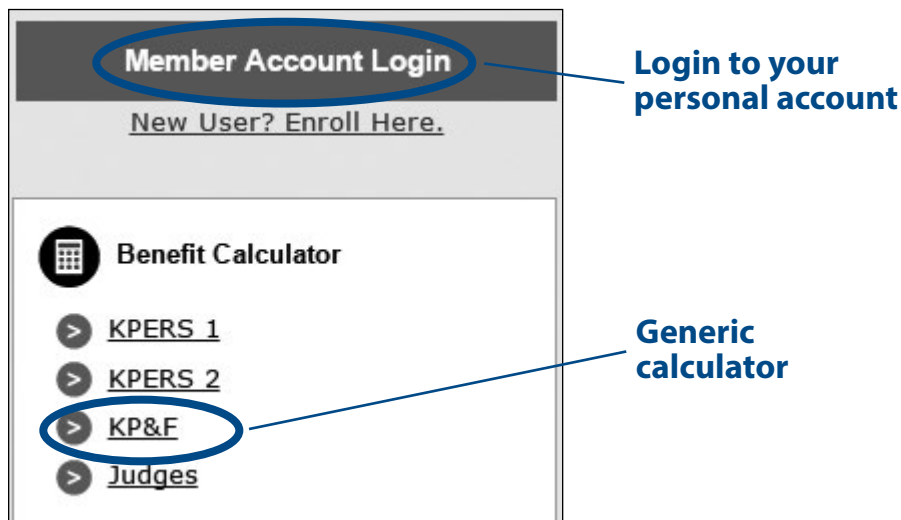 Member Account Login
Login to your
personal account
New User? Enroll Here.
Benefit Calculator
> KPERS 1
> KPERS 2
> KP&F
> Judges
Generic
calculator